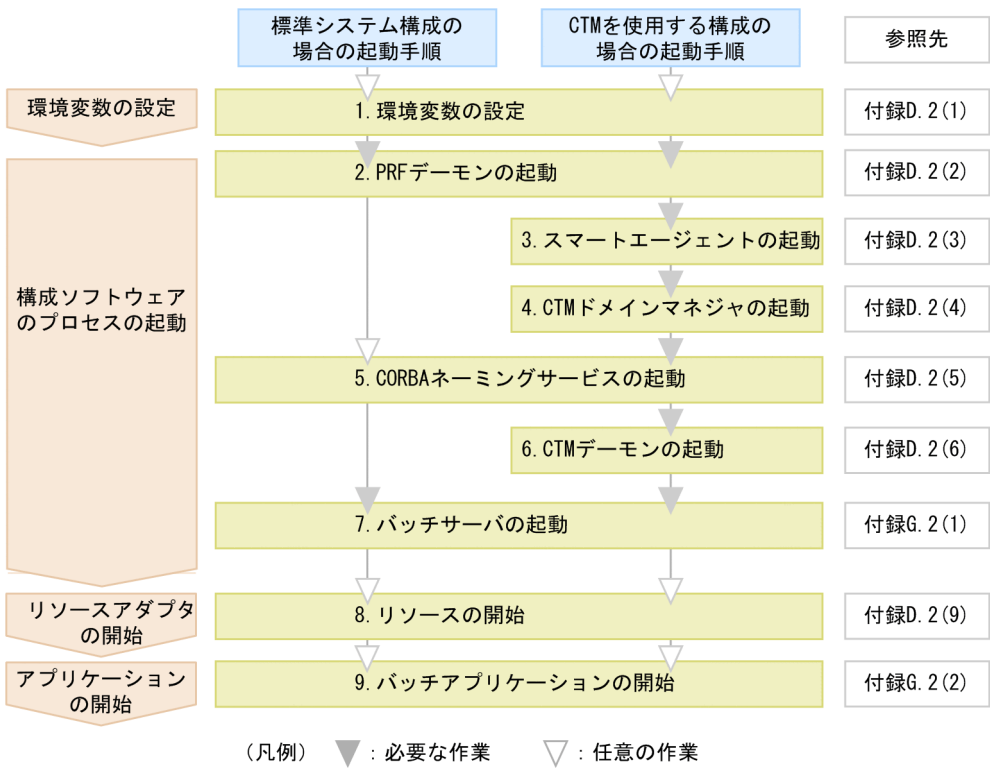 標準システム構成の
場合の起動手順
CTMを使用する構成の
場合の起動手順
参照先
環境変数の設定
1.環境変数の設定
付録D.2(1)
2.PRFデーモンの起動
付録D.2(2)
3.スマートエージェントの起動
付録D.2(3)
構成ソフトウェア
のプロセスの起動
4.CTMドメインマネジャの起動
付録D.2(4)
5.CORBAネーミングサービスの起動
付録D.2(5)
6.CTMデーモンの起動
付録D.2(6)
7.バッチサーバの起動
付録G.2(1)
リソースアダプタ
の開始
8.リソースの開始
付録D.2(9)
アプリケーション
の開始
9.バッチアプリケーションの開始
付録G.2(2)
(凡例) :必要な作業 :任意の作業